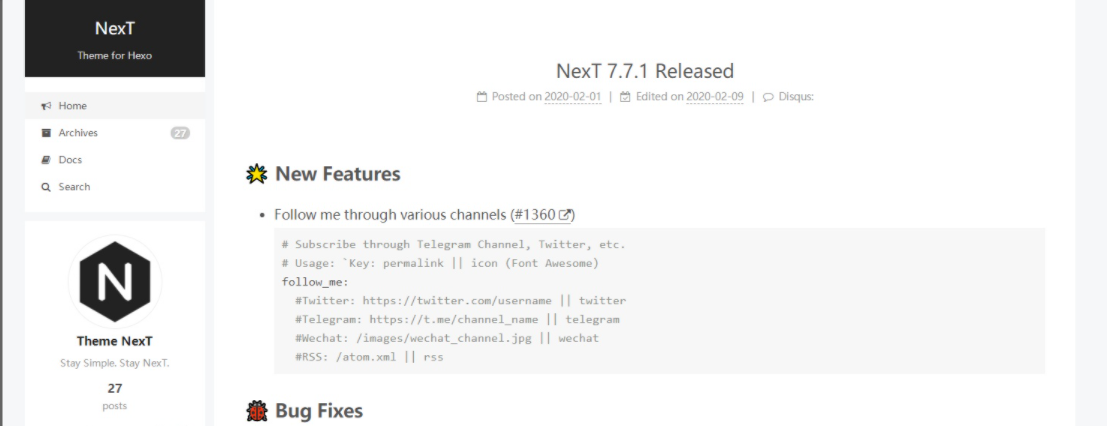 NexT
Theme for Hexo
Home
Archives 27
Docs
Search
N
Theme NexT
Stay Simple. Stay NexT.
27
posts
NexT 7.7.1 Released
Posted on 2020-02-01 | Edited on 2020-02-09 | Disqus:
New Features
• Follow me through various channels (#1360)
# Subscribe through Telegram Channel, Twitter, etc.
# Usage: `Key: permalink || icon (Font Awesome)
follow_me:
#Twitter: https://twitter.com/username || twitter
#Telegram: https://t.me/channel_name || telegram
#Wechat: /images/wechat_channel.jpg || wechat
#RSS: /atom.xml || rss
Bug Fixes